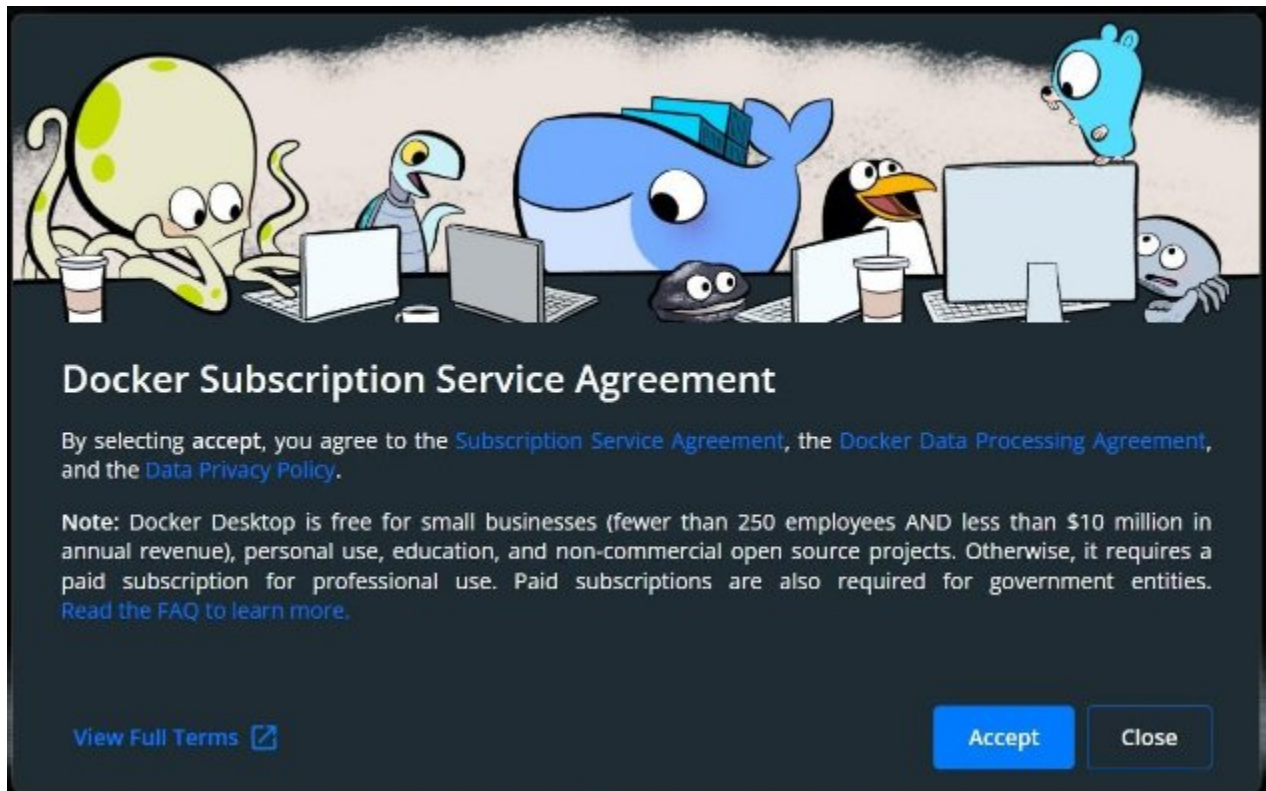 Docker Subscription Service Agreement
By selecting accept, you agree to the Subscription Service Agreement, the Docker Data Processing Agreement,
and the Data Privacy Policy.
Note: Docker Desktop is free for small businesses (fewer than 250 employees AND less than $10 million in
annual revenue), personal use, education, and non-commercial open source projects. Otherwise, it requires a
paid subscription for professional use. Paid subscriptions are also required for government entities.
Read the FAQ to learn more.
View Full Terms
Accept
Close